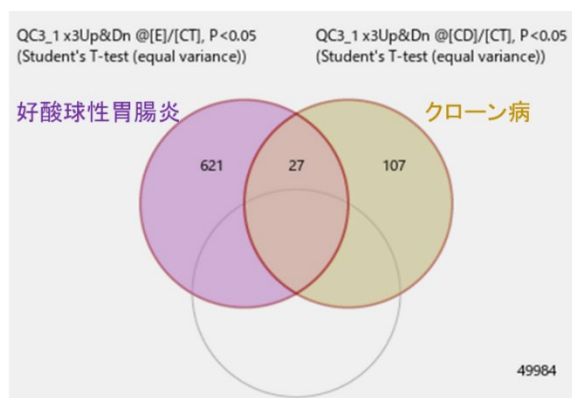 QC3_1 x3Up&Dn @[E]/[CT], P<0.05
(Student's T-test (equal variance))
QC3_1 x3Up&Dn @[CD]/[CT], P<0.05
(Student's T-test (equal variance))
好酸球性胃腸炎
クローン病
621
27
107
49984